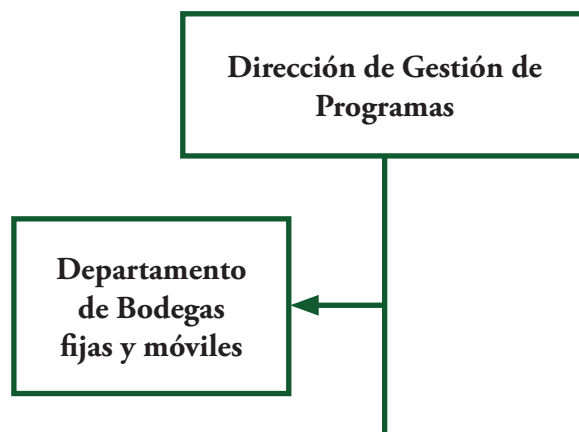 Dirección de Gestión de
Programas
Departamento
de Bodegas
fijas y móviles